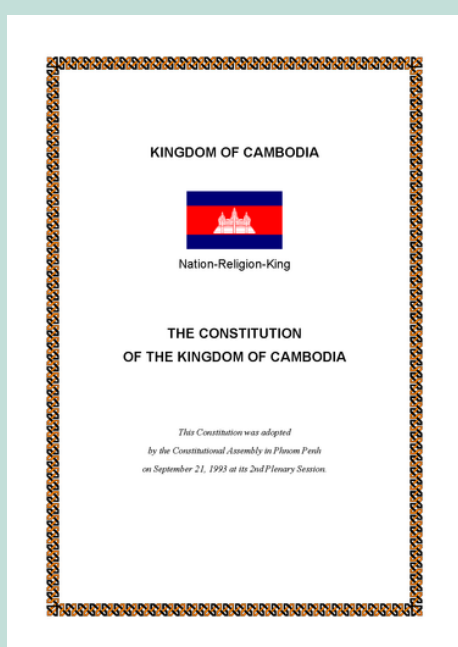 KINGDOM OF CAMBODIA
Nation-Religion-King
THE CONSTITUTION
OF THE KINGDOM OF CAMBODIA
This Constitution was adopted
by the Constitutional Assembly in Phnom Penh
on September 21, 1993 at its 2nd Plenary Session.